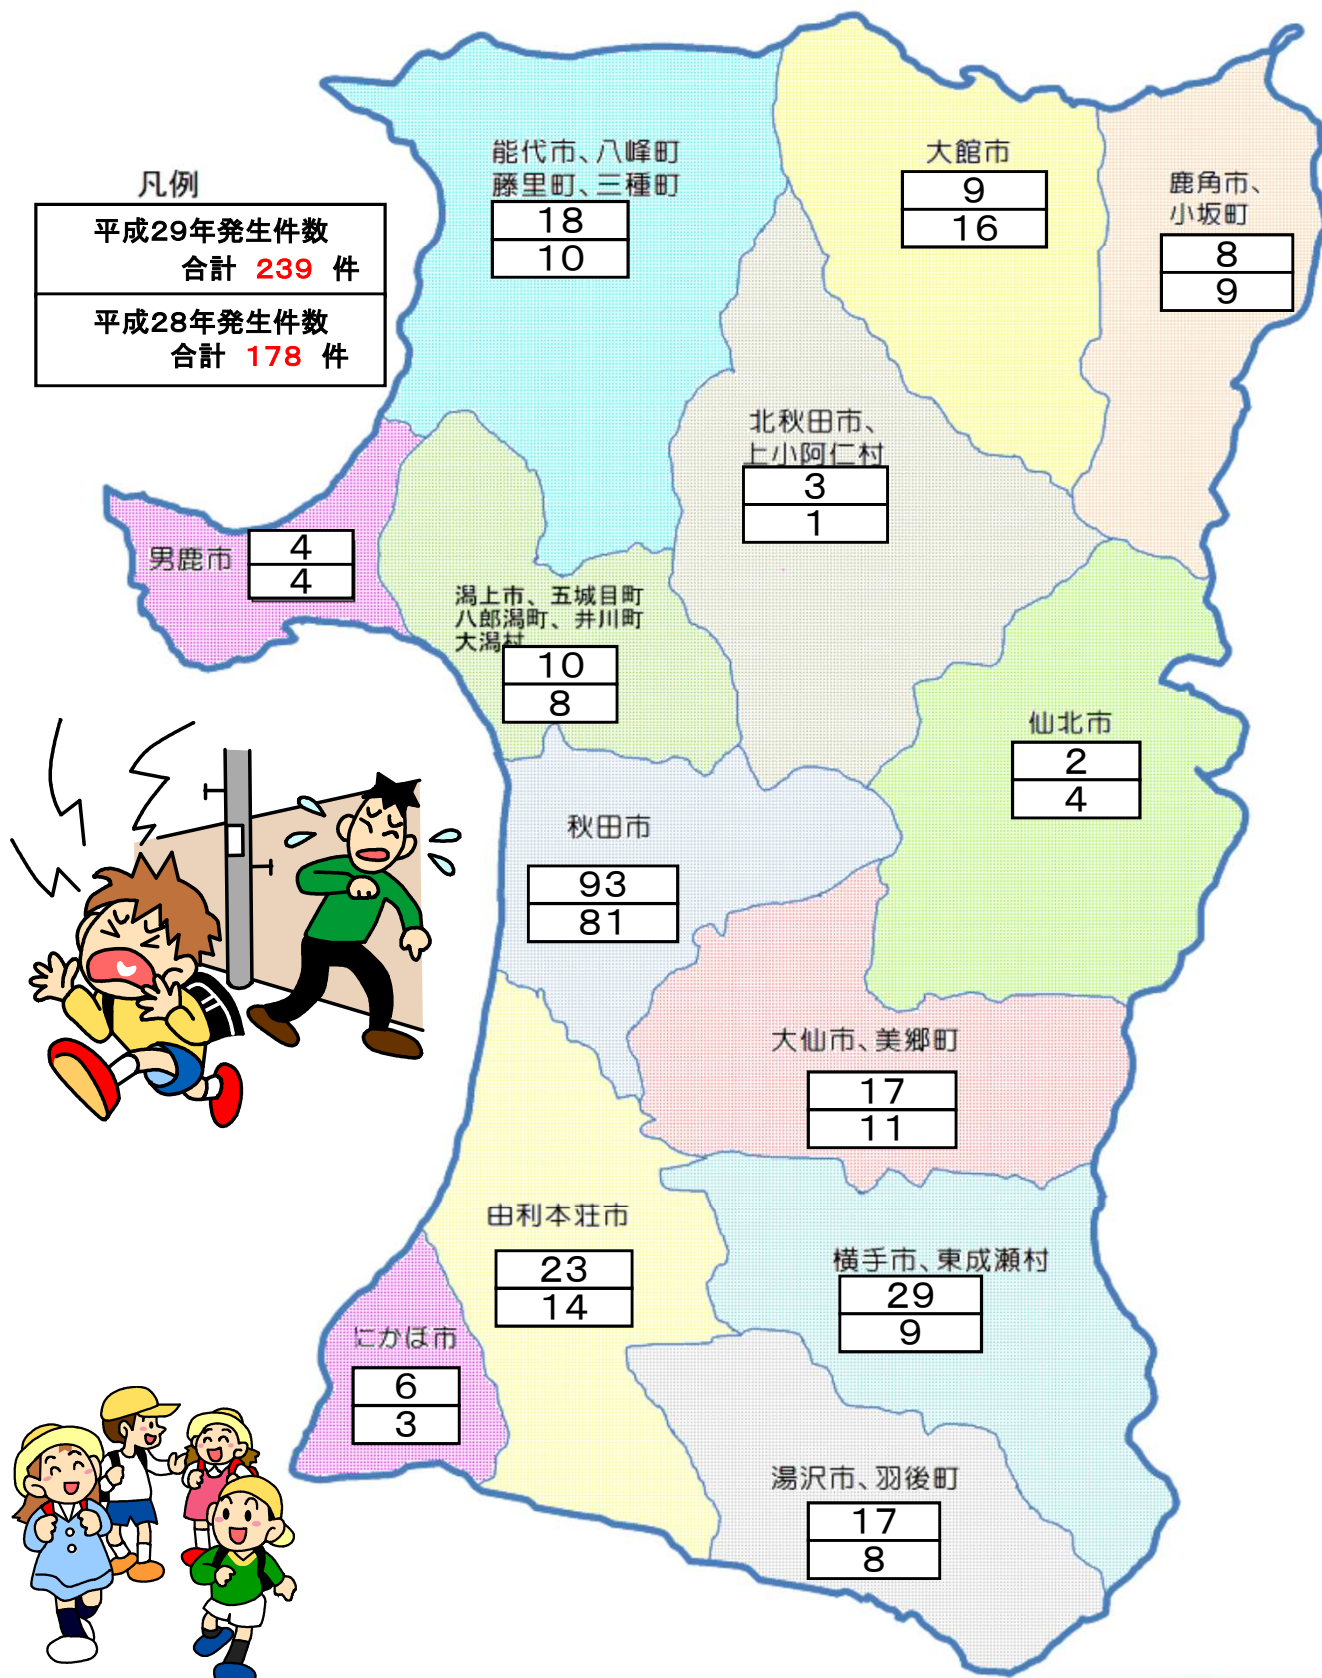 凡例
平成29年発生件数
合計 239 件
平成28年発生件数
合計 178 件
能代市、八峰町
藤里町、三種町
18
10
大館市
9
16
鹿角市、
小坂町
8
9
北秋田市、
上小阿仁村
3
1
男鹿市
4
4
潟上市、五城目町
八郎潟町、井川町
大潟村
10
8
仙北市
2
4
秋田市
93
81
大仙市、美郷町
17
11
由利本荘市
23
14
横手市、東成瀬村
29
9
にかほ市
6
3
湯沢市、羽後町
17
8